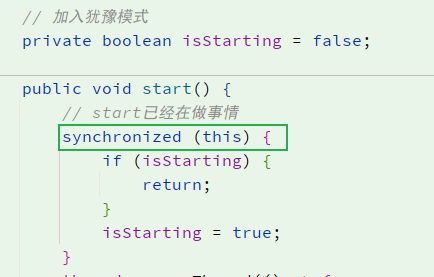 // 加入犹豫模式
private boolean isStarting = false;
public void start() {
// start已经在做事情
synchronized (this) {
if (isStarting) {
return;
}
isStarting = true;
}